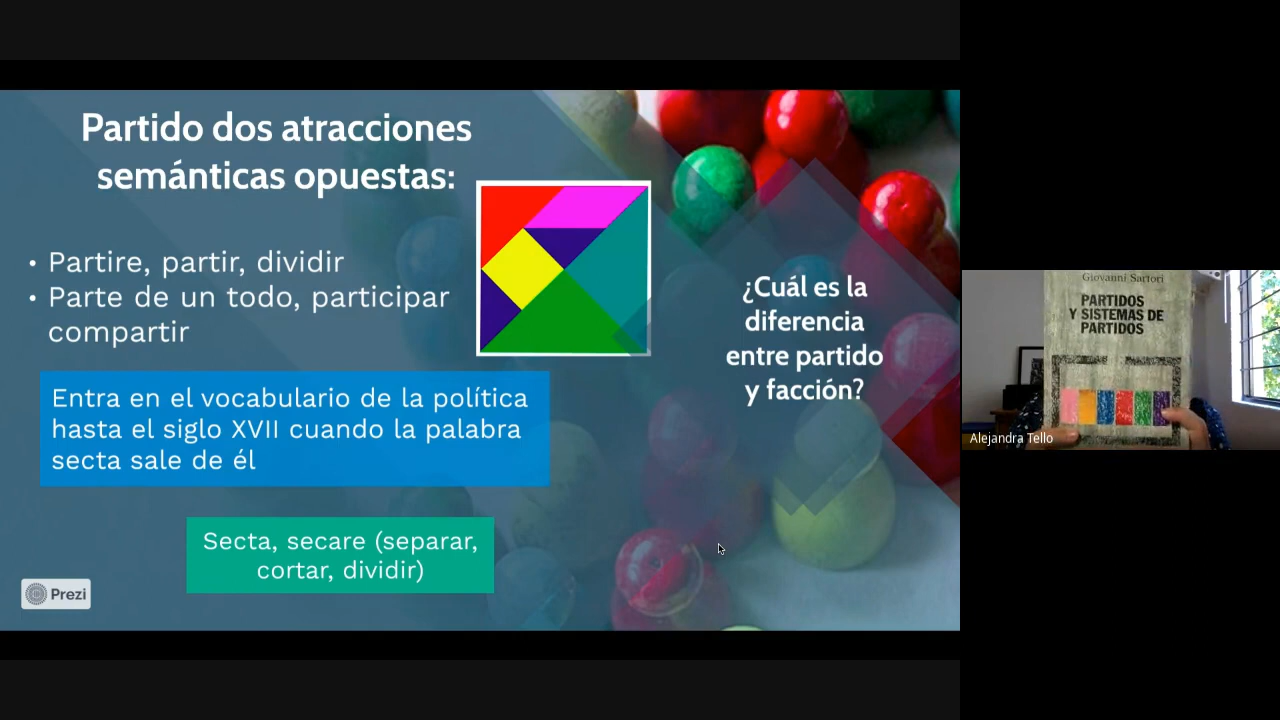 Partido dos atracciones
semánticas opuestas:
• Partire, partir, dividir
• Parte de un todo, participar
compartir
Entra en el vocabulario de la política
hasta el siglo XVII cuando la palabra
secta sale de él
Secta, secare (separar,
cortar, dividir)
Prezi
¿Cuál es la
diferencia
entre partido
y facción?
Giovanni Sartori
PARTIDOS
Y SISTEMAS DE
PARTIDOS
Alejandra Tello